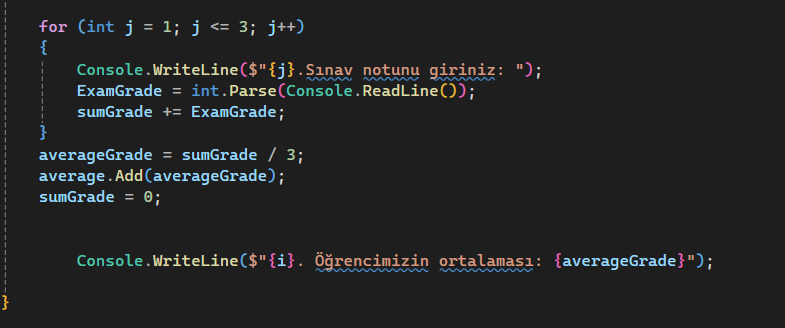 for (int j = 1; j <= 3; j++)
{
Console.WriteLine($"{j}.Sınav notunu giriniz: ");
ExamGrade = int.Parse(Console.ReadLine());
sumGrade += ExamGrade;
}
averageGrade = sumGrade / 3;
average.Add(averageGrade);
sumGrade = 0;
Console.WriteLine($"{i}. Öğrencimizin ortalaması: {averageGrade}");
}